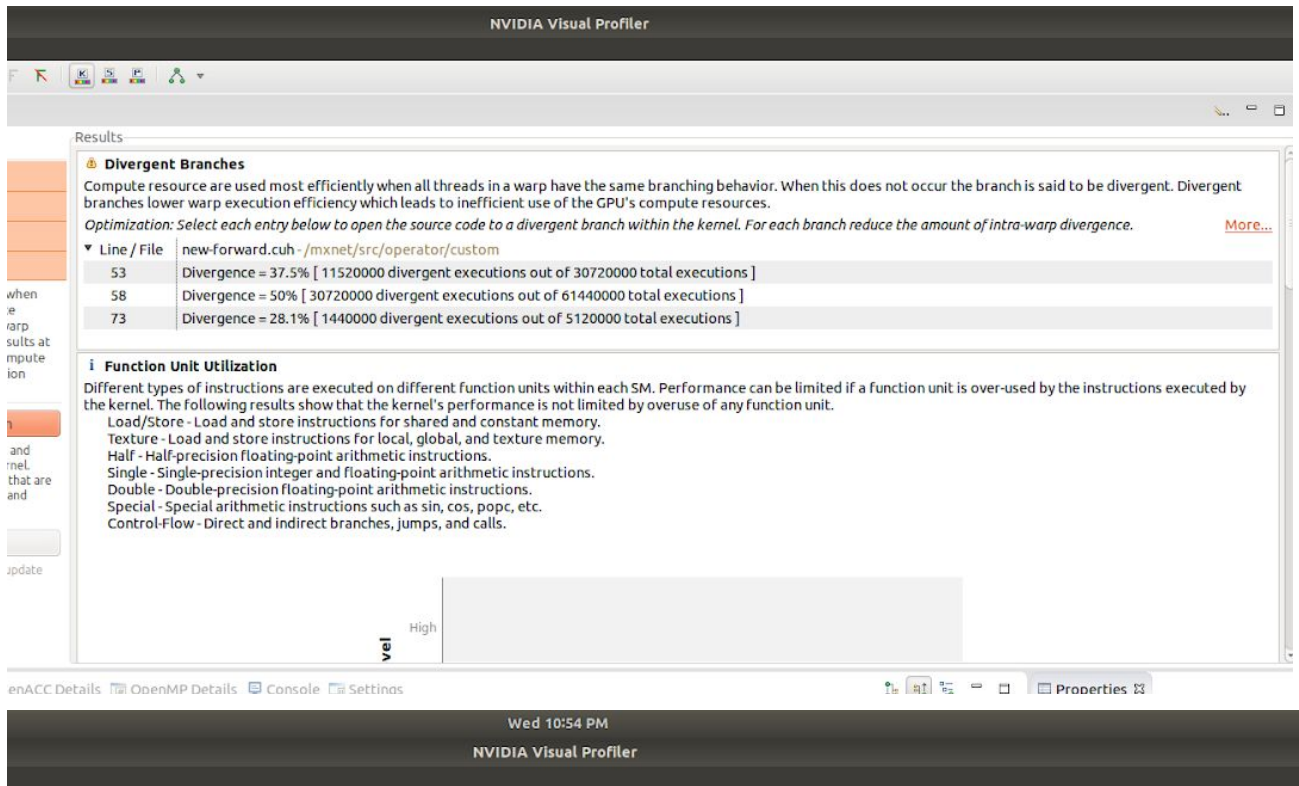 NVIDIA Visual Profiler
Results
Divergent Branches
Compute resource are used most efficiently when all threads in a warp have the same branching behavior. When this does not occur the branch is said to be divergent. Divergent
branches lower warp execution efficiency which leads to inefficient use of the GPU's compute resources.
Optimization: Select each entry below to open the source code to a divergent branch within the kernel. For each branch reduce the amount of intra-warp divergence. More...
Line / File new-forward.cuh - /mxnet/src/operator/custom
53 Divergence = 37.5% [ 11520000 divergent executions out of 30720000 total executions ]
58 Divergence = 50% [ 30720000 divergent executions out of 61440000 total executions ]
73 Divergence = 28.1% [ 1440000 divergent executions out of 5120000 total executions ]
when
sults at
i Function Unit Utilization
Different types of instructions are executed on different function units within each SM. Performance can be limited if a function unit is over-used by the instructions executed by
the kernel. The following results show that the kernel's performance is not limited by overuse of any function unit.
Load/Store - Load and store instructions for shared and constant memory.
Texture - Load and store instructions for local, global, and texture memory.
Half - Half-precision floating-point arithmetic instructions.
Single - Single-precision integer and floating-point arithmetic instructions.
Double - Double-precision floating-point arithmetic instructions.
Special - Special arithmetic instructions such as sin, cos, popc, etc.
Control-Flow - Direct and indirect branches, jumps, and calls.
and
rnel.
that are
and
update
High
vel
enACC Details OpenMP Details Console Settings Properties
Wed 10:54 PM
NVIDIA Visual Profiler